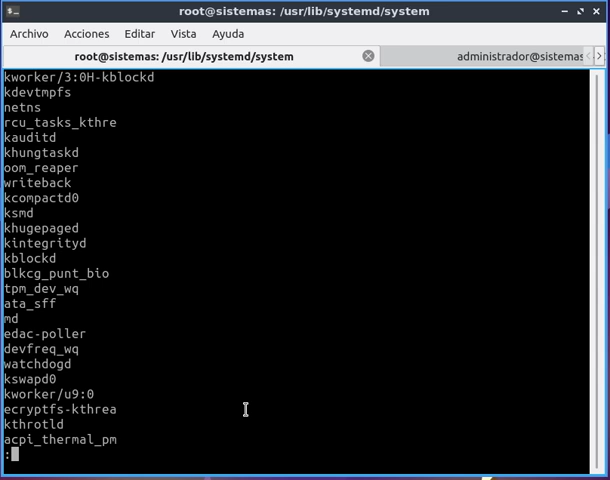 root@sistemas: /usr/lib/systemd/system
Archivo Acciones Editar Vista Ayuda
root@sistemas: /usr/lib/systemd/system administrador@sistemas
kworker/3:0H-kblockd
kdevtmpfs
netns
rcu_tasks_kthre
kauditd
khungtaskd
oom_reaper
writeback
kcompactd0
ksmd
khugepaged
kintegrityd
kblockd
blkcg_punt_bio
tpm_dev_wq
ata_sff
md
edac-poller
devfreq_wq
watchdogd
kswapd0
kworker/u9:0
ecryptfs-kthrea
kthrotld
acpi_thermal_pm
: